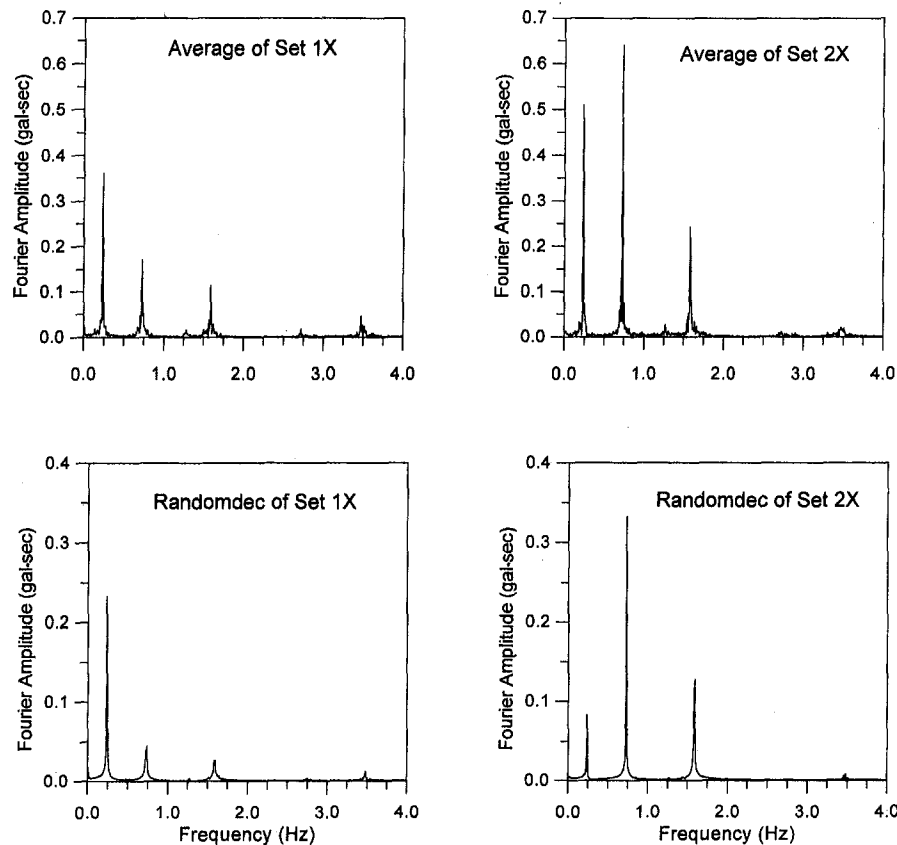 Average of Set 1X
Fourier Amplitude (gal-sec)
0.7
0.6
0.5
0.4
0.3
0.2
0.1
0.0
0.0 1.0 2.0 3.0 4.0
Average of Set 2X
Fourier Amplitude (gal-sec)
0.7
0.6
0.5
0.4
0.3
0.2
0.1
0.0
0.0 1.0 2.0 3.0 4.0
Randomdec of Set 1X
Fourier Amplitude (gal-sec)
0.4
0.3
0.2
0.1
0.0
0.0 1.0 2.0 3.0 4.0
Frequency (Hz)
Randomdec of Set 2X
Fourier Amplitude (gal-sec)
0.4
0.3
0.2
0.1
0.0
0.0 1.0 2.0 3.0 4.0
Frequency (Hz)